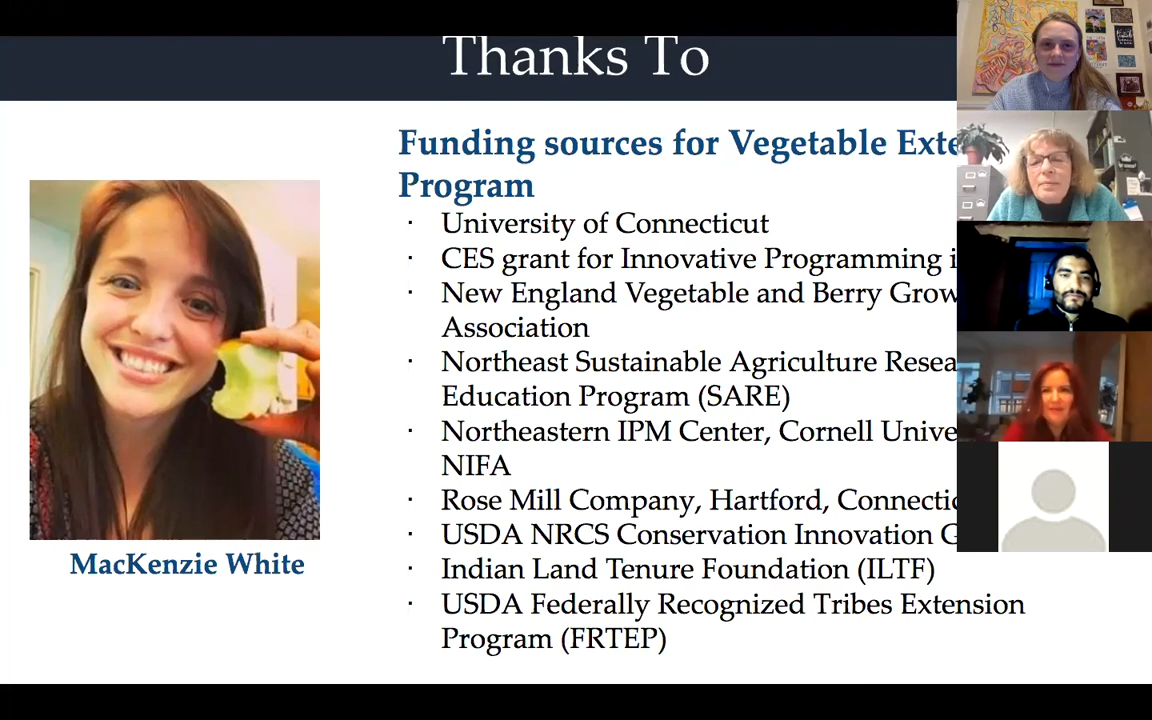 Thanks To
Funding sources for Vegetable Exte
Program
· University of Connecticut
· CES grant for Innovative Programming i
· New England Vegetable and Berry Grow
Association
· Northeast Sustainable Agriculture Resea
Education Program (SARE)
· Northeastern IPM Center, Cornell Unive
NIFA
· Rose Mill Company, Hartford, Connectic
· USDA NRCS Conservation Innovation G
· Indian Land Tenure Foundation (ILTF)
· USDA Federally Recognized Tribes Extension
Program (FRTEP)
MacKenzie White